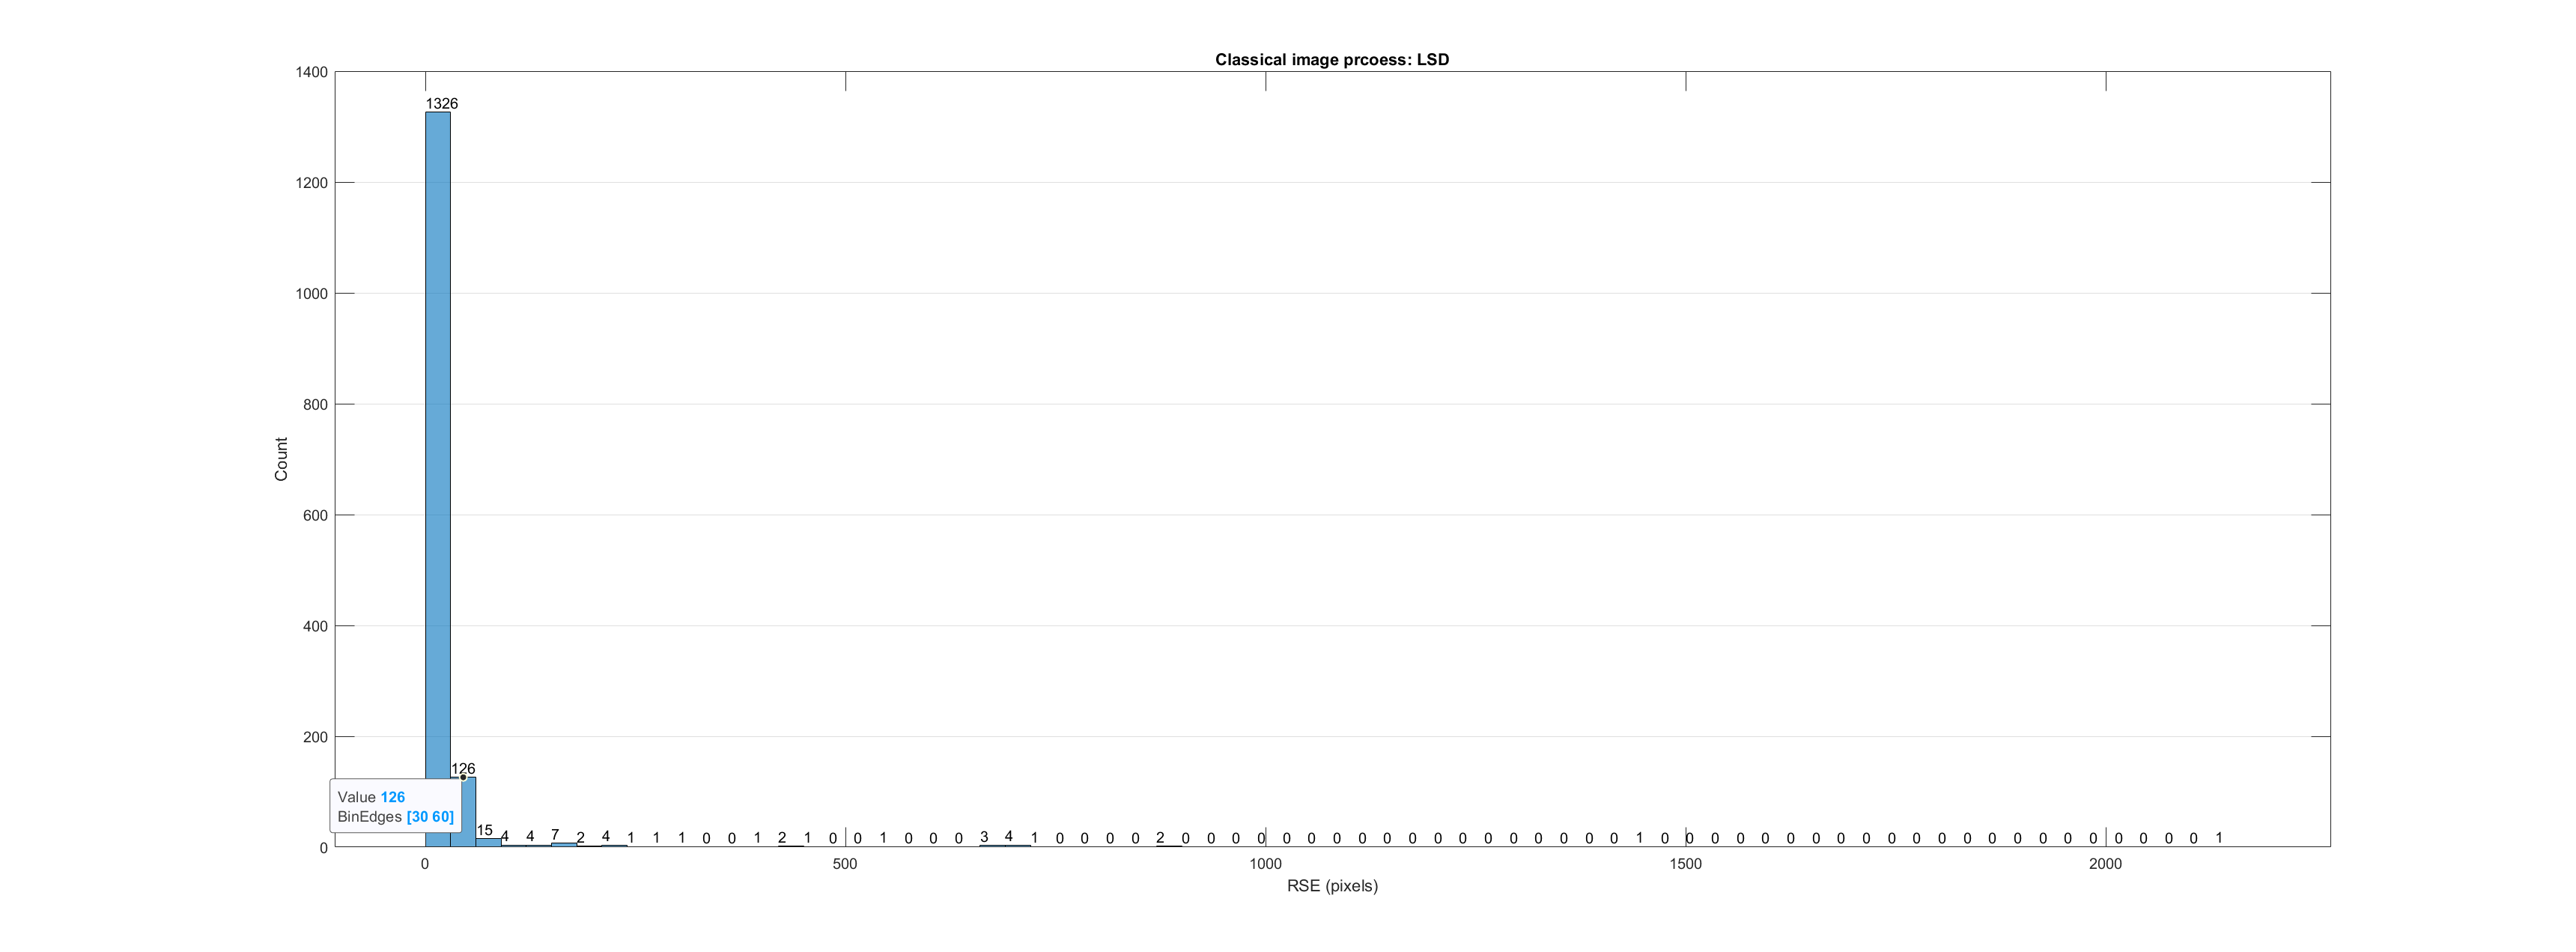 Classical image prcoess: LSD
1400
1326
1200
1000
800
Count
600
400
200
126
Value 126
BinEdges [30 60]
15 4 4 7 2 4 1 1 1 0 0 1 2 1 0 0 1 0 0 0 3 4 1 0 0 0 0 2 0 0 0 0 0 0 0 0 0 0 0 0 0 0 0 0 0 0 0 1 0 0 0 0 0 0 0 0 0 0 0 0 0 0 0 0 0 0 0 0 0 0 1
0
0 500 1000 1500 2000
RSE (pixels)